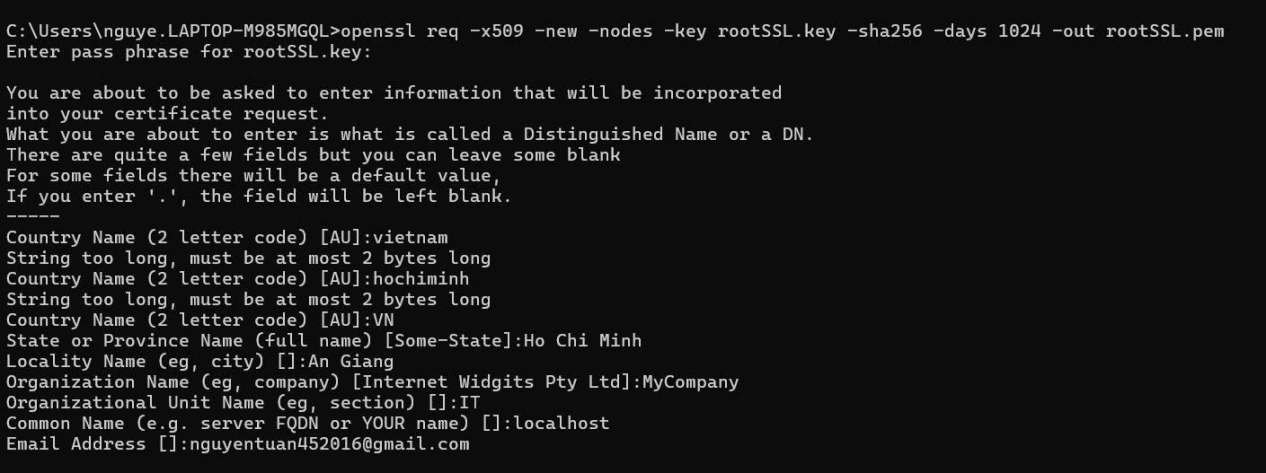 C:\Users\nguye.LAPTOP-M985MGQL>openssl req -x509 -new -nodes -key rootSSL.key -sha256 -days 1024 -out rootSSL.pem
Enter pass phrase for rootSSL.key:
You are about to be asked to enter information that will be incorporated
into your certificate request.
What you are about to enter is what is called a Distinguished Name or a DN.
There are quite a few fields but you can leave some blank
For some fields there will be a default value,
If you enter '.', the field will be left blank.
-----
Country Name (2 letter code) [AU]:vietnam
String too long, must be at most 2 bytes long
Country Name (2 letter code) [AU]:hochiminh
String too long, must be at most 2 bytes long
Country Name (2 letter code) [AU]:VN
State or Province Name (full name) [Some-State]:Ho Chi Minh
Locality Name (eg, city) []:An Giang
Organization Name (eg, company) [Internet Widgits Pty Ltd]:MyCompany
Organizational Unit Name (eg, section) []:IT
Common Name (e.g. server FQDN or YOUR name) []:localhost
Email Address []:nguyentuan452016@gmail.com